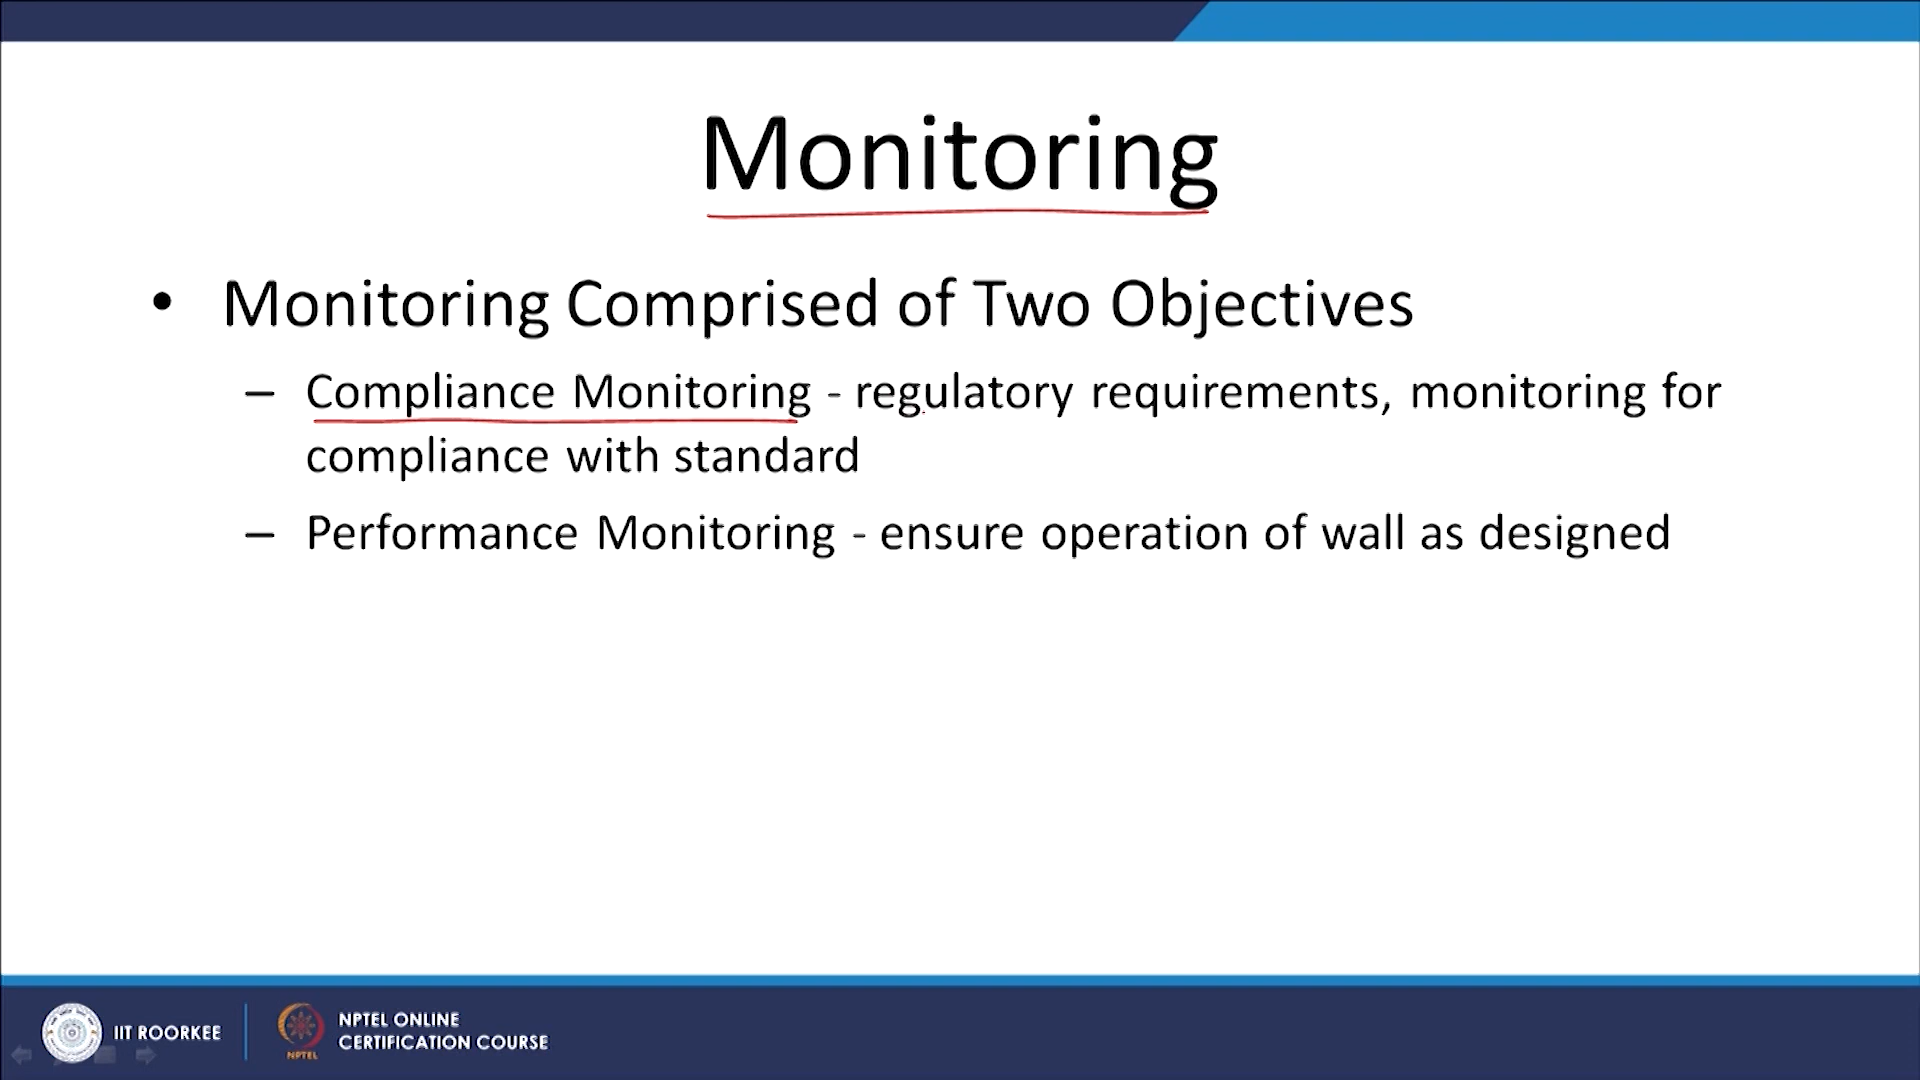 Monitoring
• Monitoring Comprised of Two Objectives
– Compliance Monitoring - regulatory requirements, monitoring for
compliance with standard
– Performance Monitoring - ensure operation of wall as designed
IIT ROORKEE
NPTEL
NPTEL ONLINE
CERTIFICATION COURSE